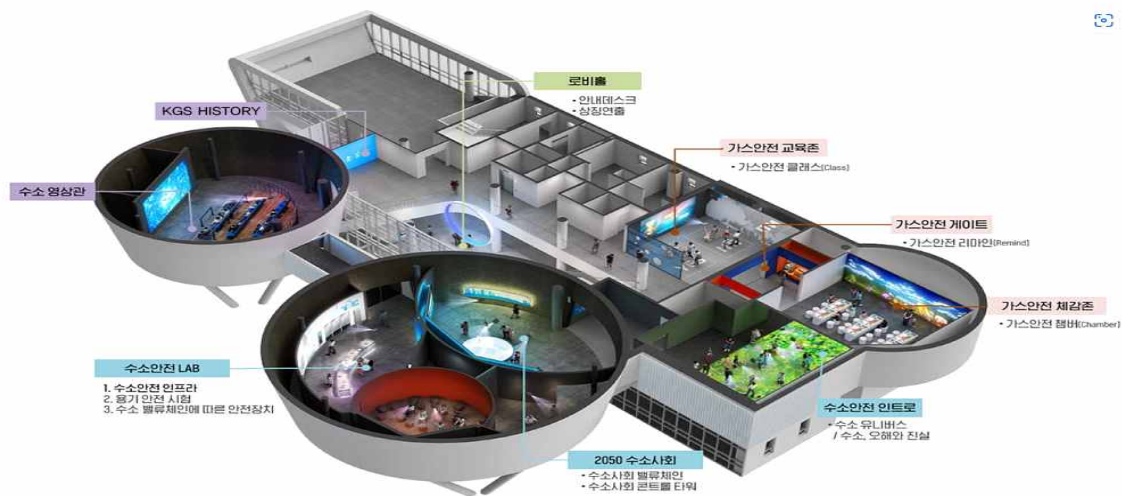 로비홀
• 안내데스크
• 상징연출
KGS HISTORY
가스안전 교육존
• 가스안전 클래스(Class)
수소 영상관
가스안전 게이트
• 가스안전 리마인(Remind)
가스안전 체감존
• 가스안전 챔버(Chamber)
수소안전 LAB
1. 수소안전 인프라
2. 용기 안전 시험
3. 수소 밸류체인에 따른 안전장치
수소안전 인트로
• 수소 유니버스
/ 수소, 오해와 진실
2050 수소사회
• 수소사회 밸류체인
• 수소사회 콘트롤 타워